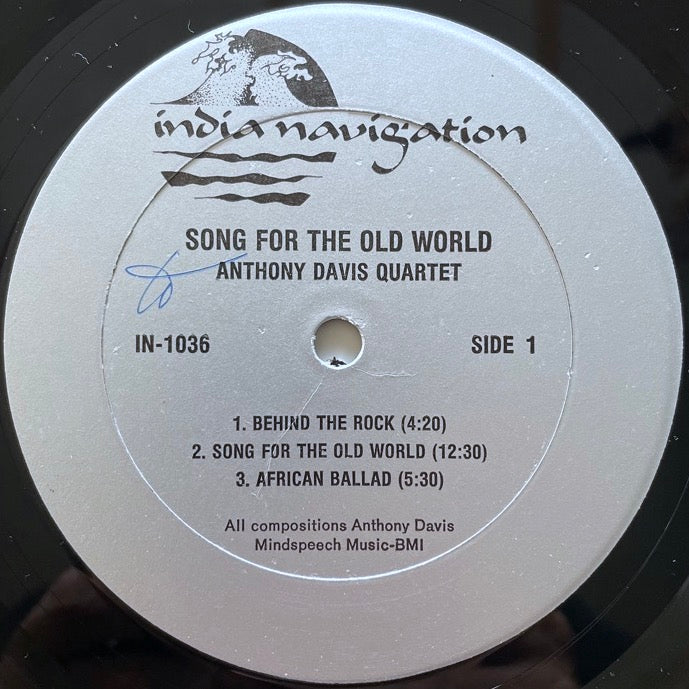 india navigation
SONG FOR THE OLD WORLD
ANTHONY DAVIS QUARTET
IN-1036
SIDE 1
1. BEHIND THE ROCK (4:20)
2. SONG FOR THE OLD WORLD (12:30)
3. AFRICAN BALLAD (5:30)
All compositions Anthony Davis
Mindspeech Music-BMI